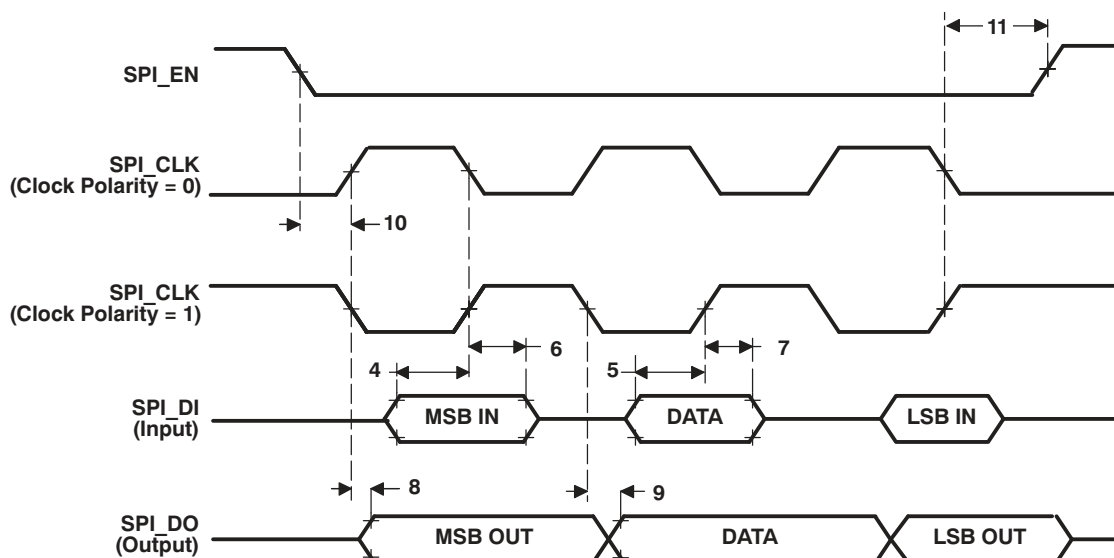 11
SPI_EN
SPI_CLK
(Clock Polarity = 0)
10
SPI_CLK
(Clock Polarity = 1)
4
6
5
7
SPI_DI
(Input)
MSB IN
DATA
LSB IN
8
9
SPI_DO
(Output)
MSB OUT
DATA
LSB OUT